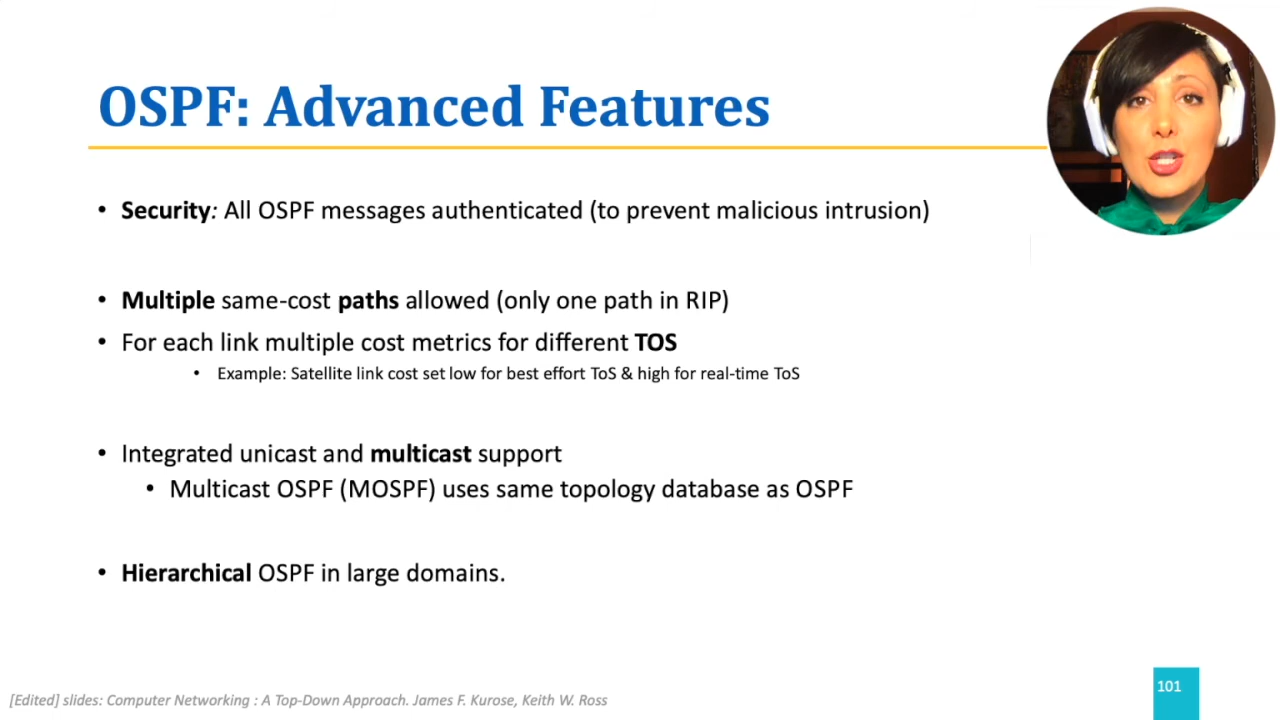 OSPF: Advanced Features
• Security: All OSPF messages authenticated (to prevent malicious intrusion)
• Multiple same-cost paths allowed (only one path in RIP)
• For each link multiple cost metrics for different TOS
• Example: Satellite link cost set low for best effort ToS & high for real-time ToS
• Integrated unicast and multicast support
• Multicast OSPF (MOSPF) uses same topology database as OSPF
• Hierarchical OSPF in large domains.
101
[Edited] slides: Computer Networking : A Top-Down Approach. James F. Kurose, Keith W. Ross